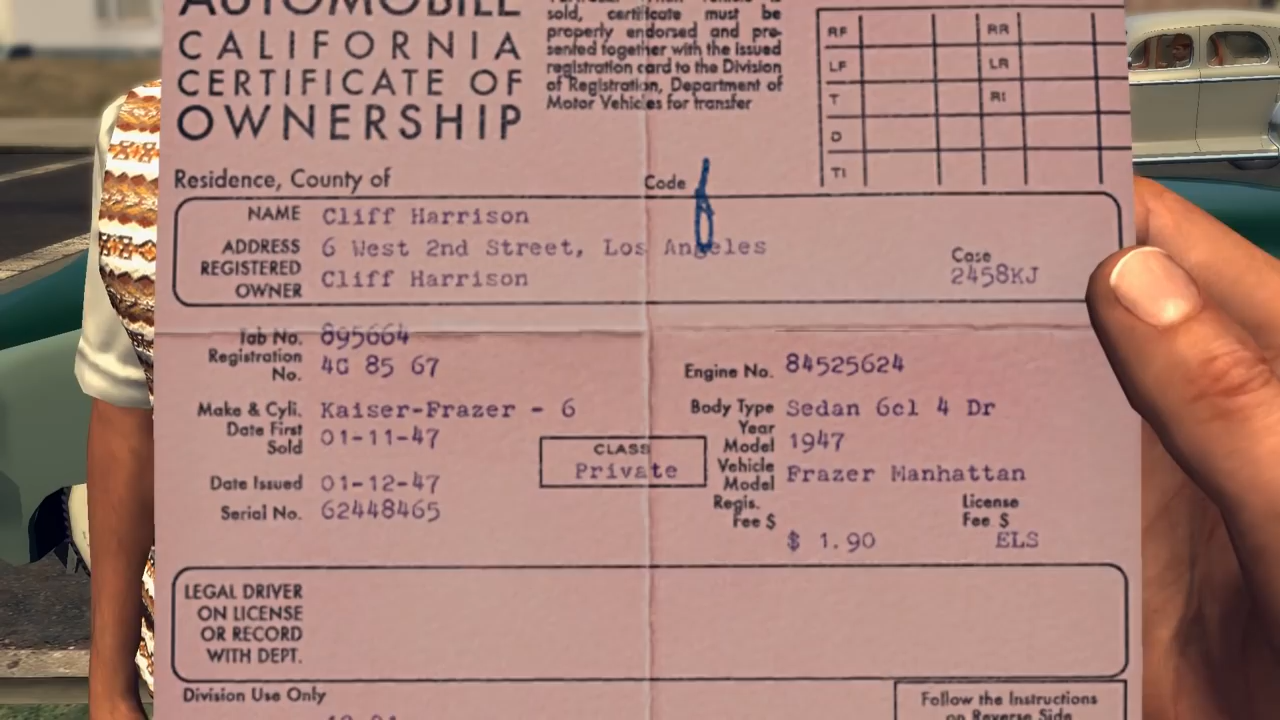 AUTOMOBILE
CALIFORNIA
CERTIFICATE OF
OWNERSHIP
sold, certificate must be
properly endorsed and pre-
sented together with the issued
registration card to the Division
of Registration, Department of
Motor Vehicles for transfer
RF RR
LF LR
T RI
D
TI
Residence, County of
Code
NAME Cliff Harrison
ADDRESS 6 West 2nd Street, Los Angeles
REGISTERED OWNER Cliff Harrison
Case
2458KJ
Tab No. 895664
Registration No. 4G 85 67
Engine No. 84525624
Make & Cyli. Kaiser-Frazer - 6
Body Type Sedan 6cl 4 Dr
Date First Sold 01-11-47
CLASS
Private
Year Model 1947
Vehicle Model Frazer Manhattan
Date Issued 01-12-47
Serial No. 62448465
Regis. Fee $ $ 1.90
License Fee $ ELS
LEGAL DRIVER
ON LICENSE
OR RECORD
WITH DEPT.
Division Use Only
Follow the Instructions
on Reverse Side